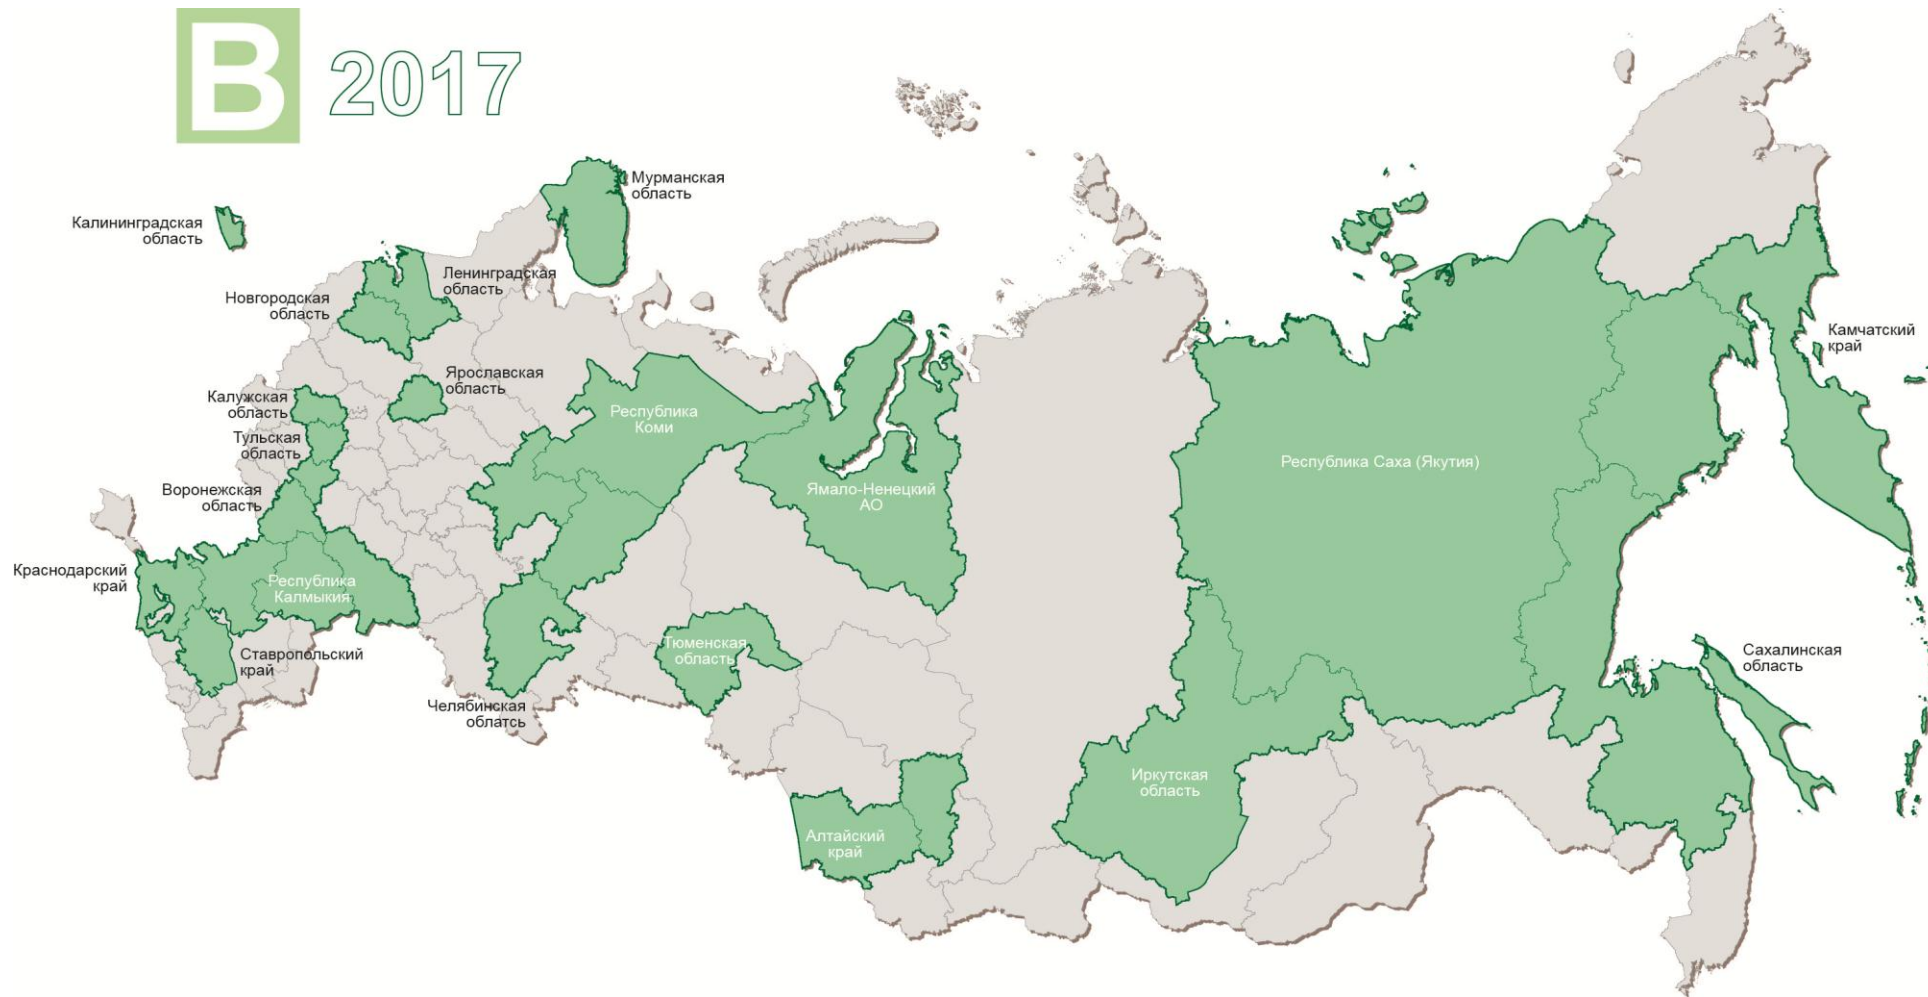 В 2017
Мурманская
область
Калининградская
область
Ленинградская
область
Новгородская
область
Камчатский
край
Ярославская
область
Калужская
область
Республика
Коми
Тульская
область
Республика Саха (Якутия)
Воронежская
область
Ямало-Ненецкий
АО
Краснодарский
край
Республика
Калмыкия
Ставропольский
край
Тюменская
область
Сахалинская
область
Челябинская
облатсь
Иркутская
область
Алтайский
край